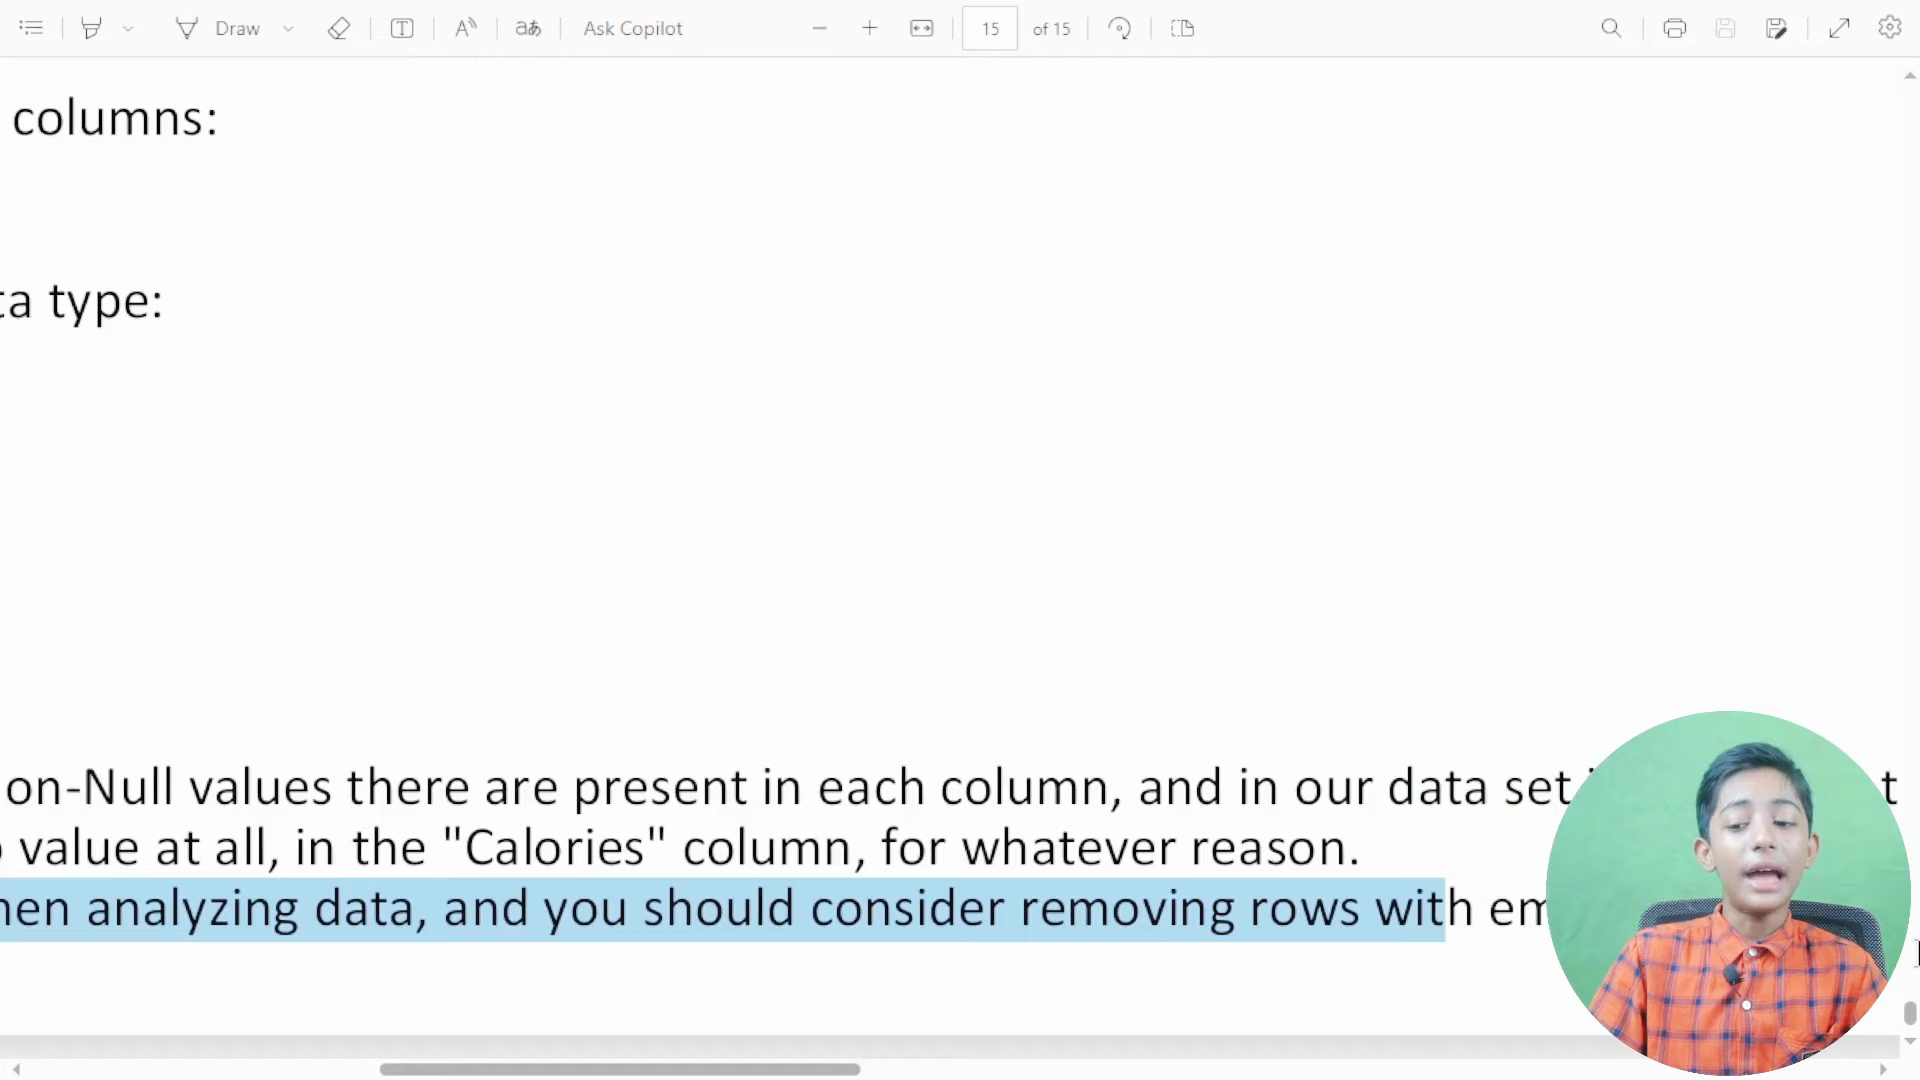 Draw
Ask Copilot
15 of 15
columns:
ta type:
on-Null values there are present in each column, and in our data set
value at all, in the "Calories" column, for whatever reason.
hen analyzing data, and you should consider removing rows with em